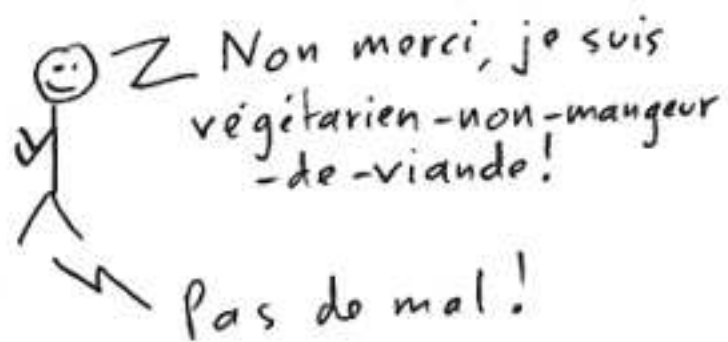 Non merci, je suis
végétarien-non-mangeur
-de-viande!
Pas de mal!